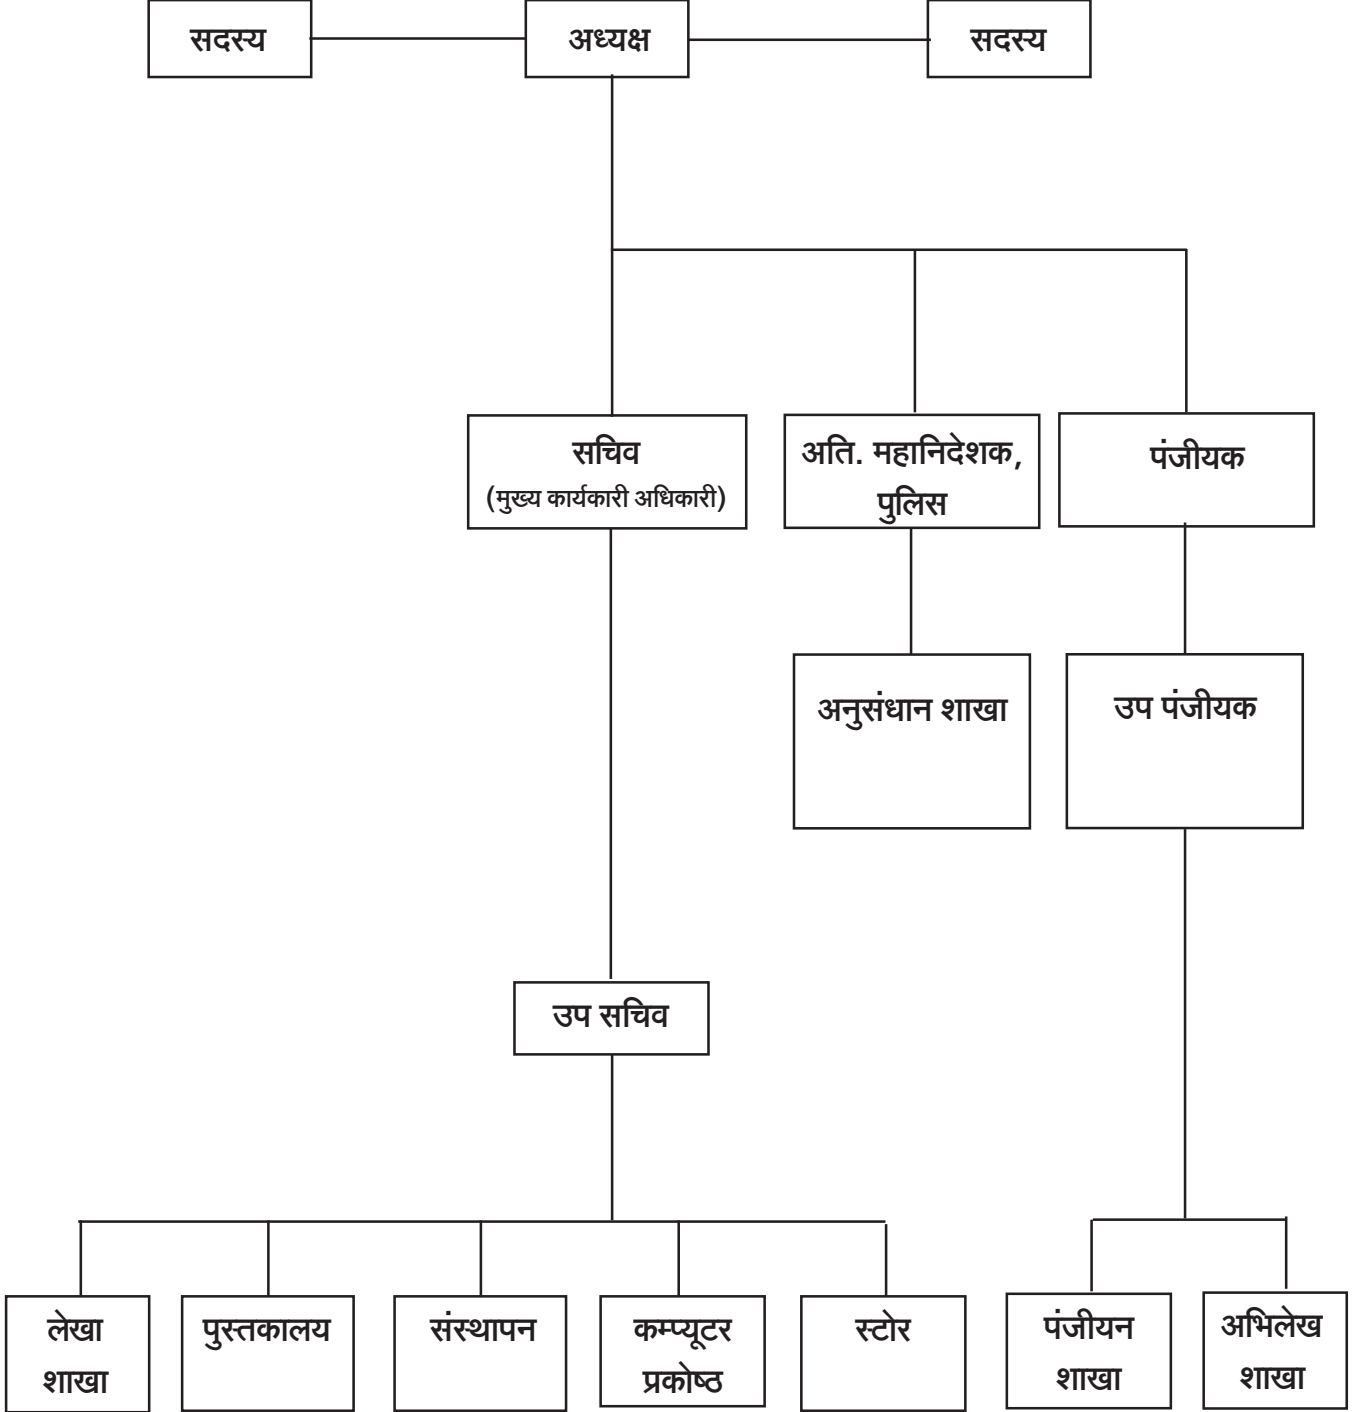 सदस्य
अध्यक्ष
सदस्य
सचिव
(मुख्य कार्यकारी अधिकारी)
अति. महानिदेशक,
पुलिस
पंजीयक
अनुसंधान शाखा
उप पंजीयक
उप सचिव
लेखा
शाखा
पुस्तकालय
संस्थापन
कम्प्यूटर
प्रकोष्ठ
स्टोर
पंजीयन
शाखा
अभिलेख
शाखा